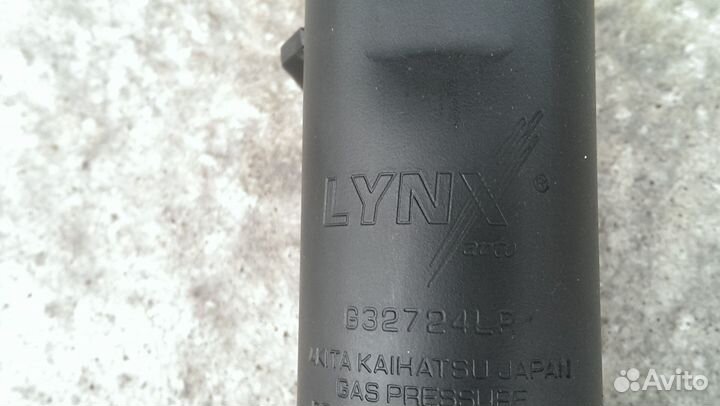 LYNX ®
auto
G32724LR
AKITA KAIHATSU JAPAN
GAS PRESSURE
Avito